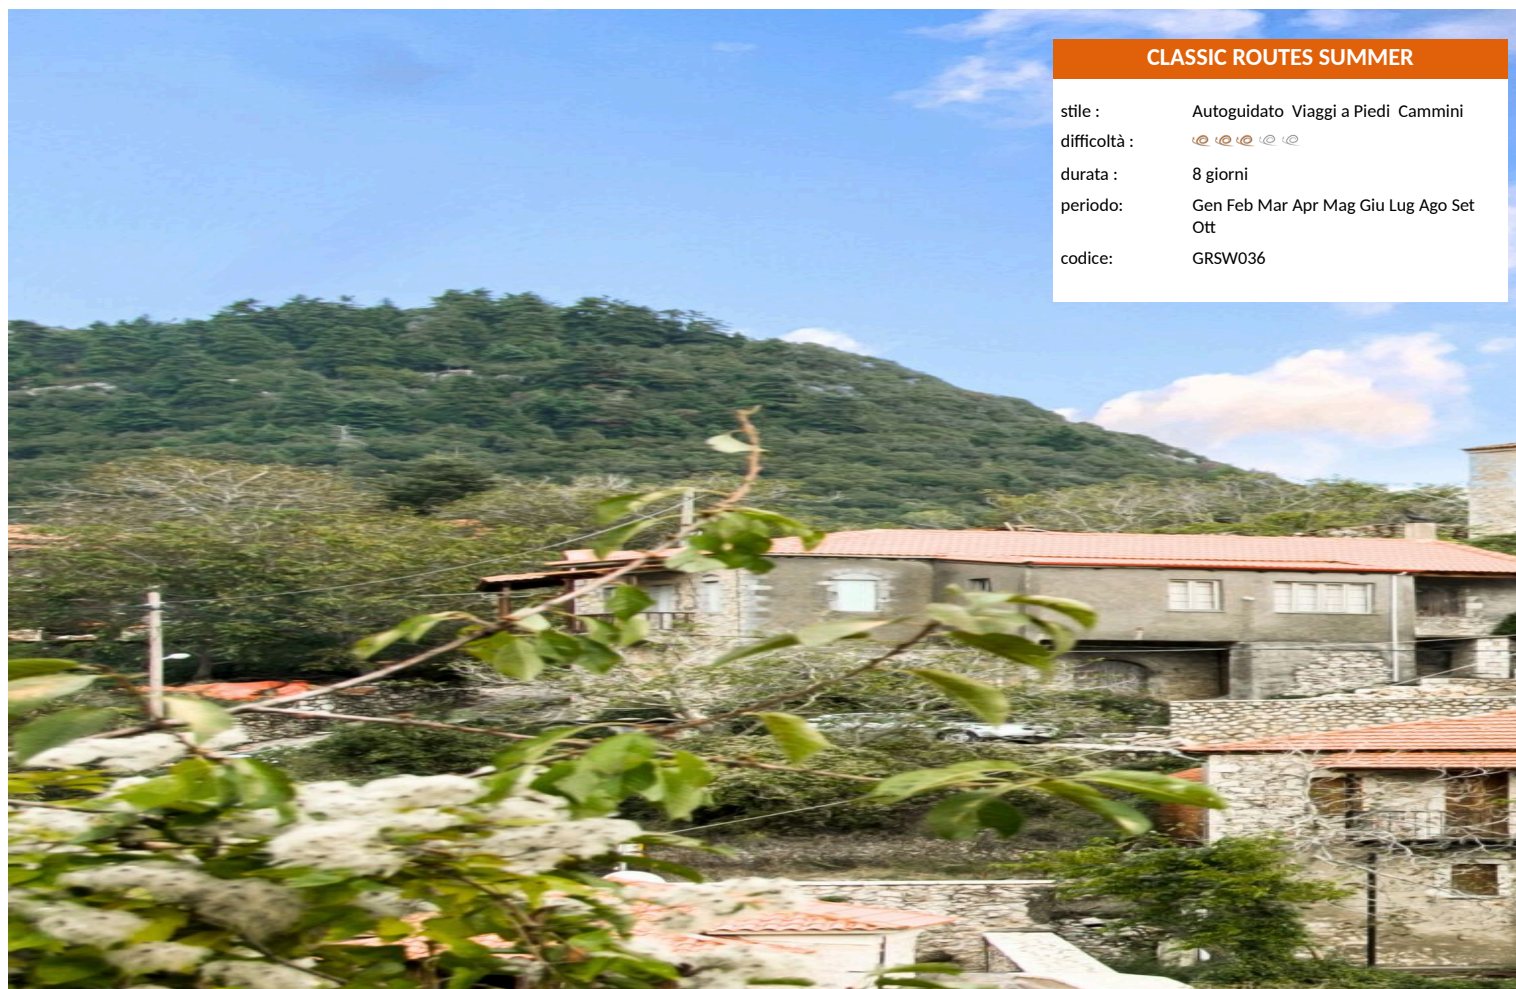 CLASSIC ROUTES SUMMER
stile : Autoguidato  Viaggi a Piedi  Cammini
difficoltà :
durata : 8 giorni
periodo: Gen Feb Mar Apr Mag Giu Lug Ago Set
Ott
codice: GRSW036